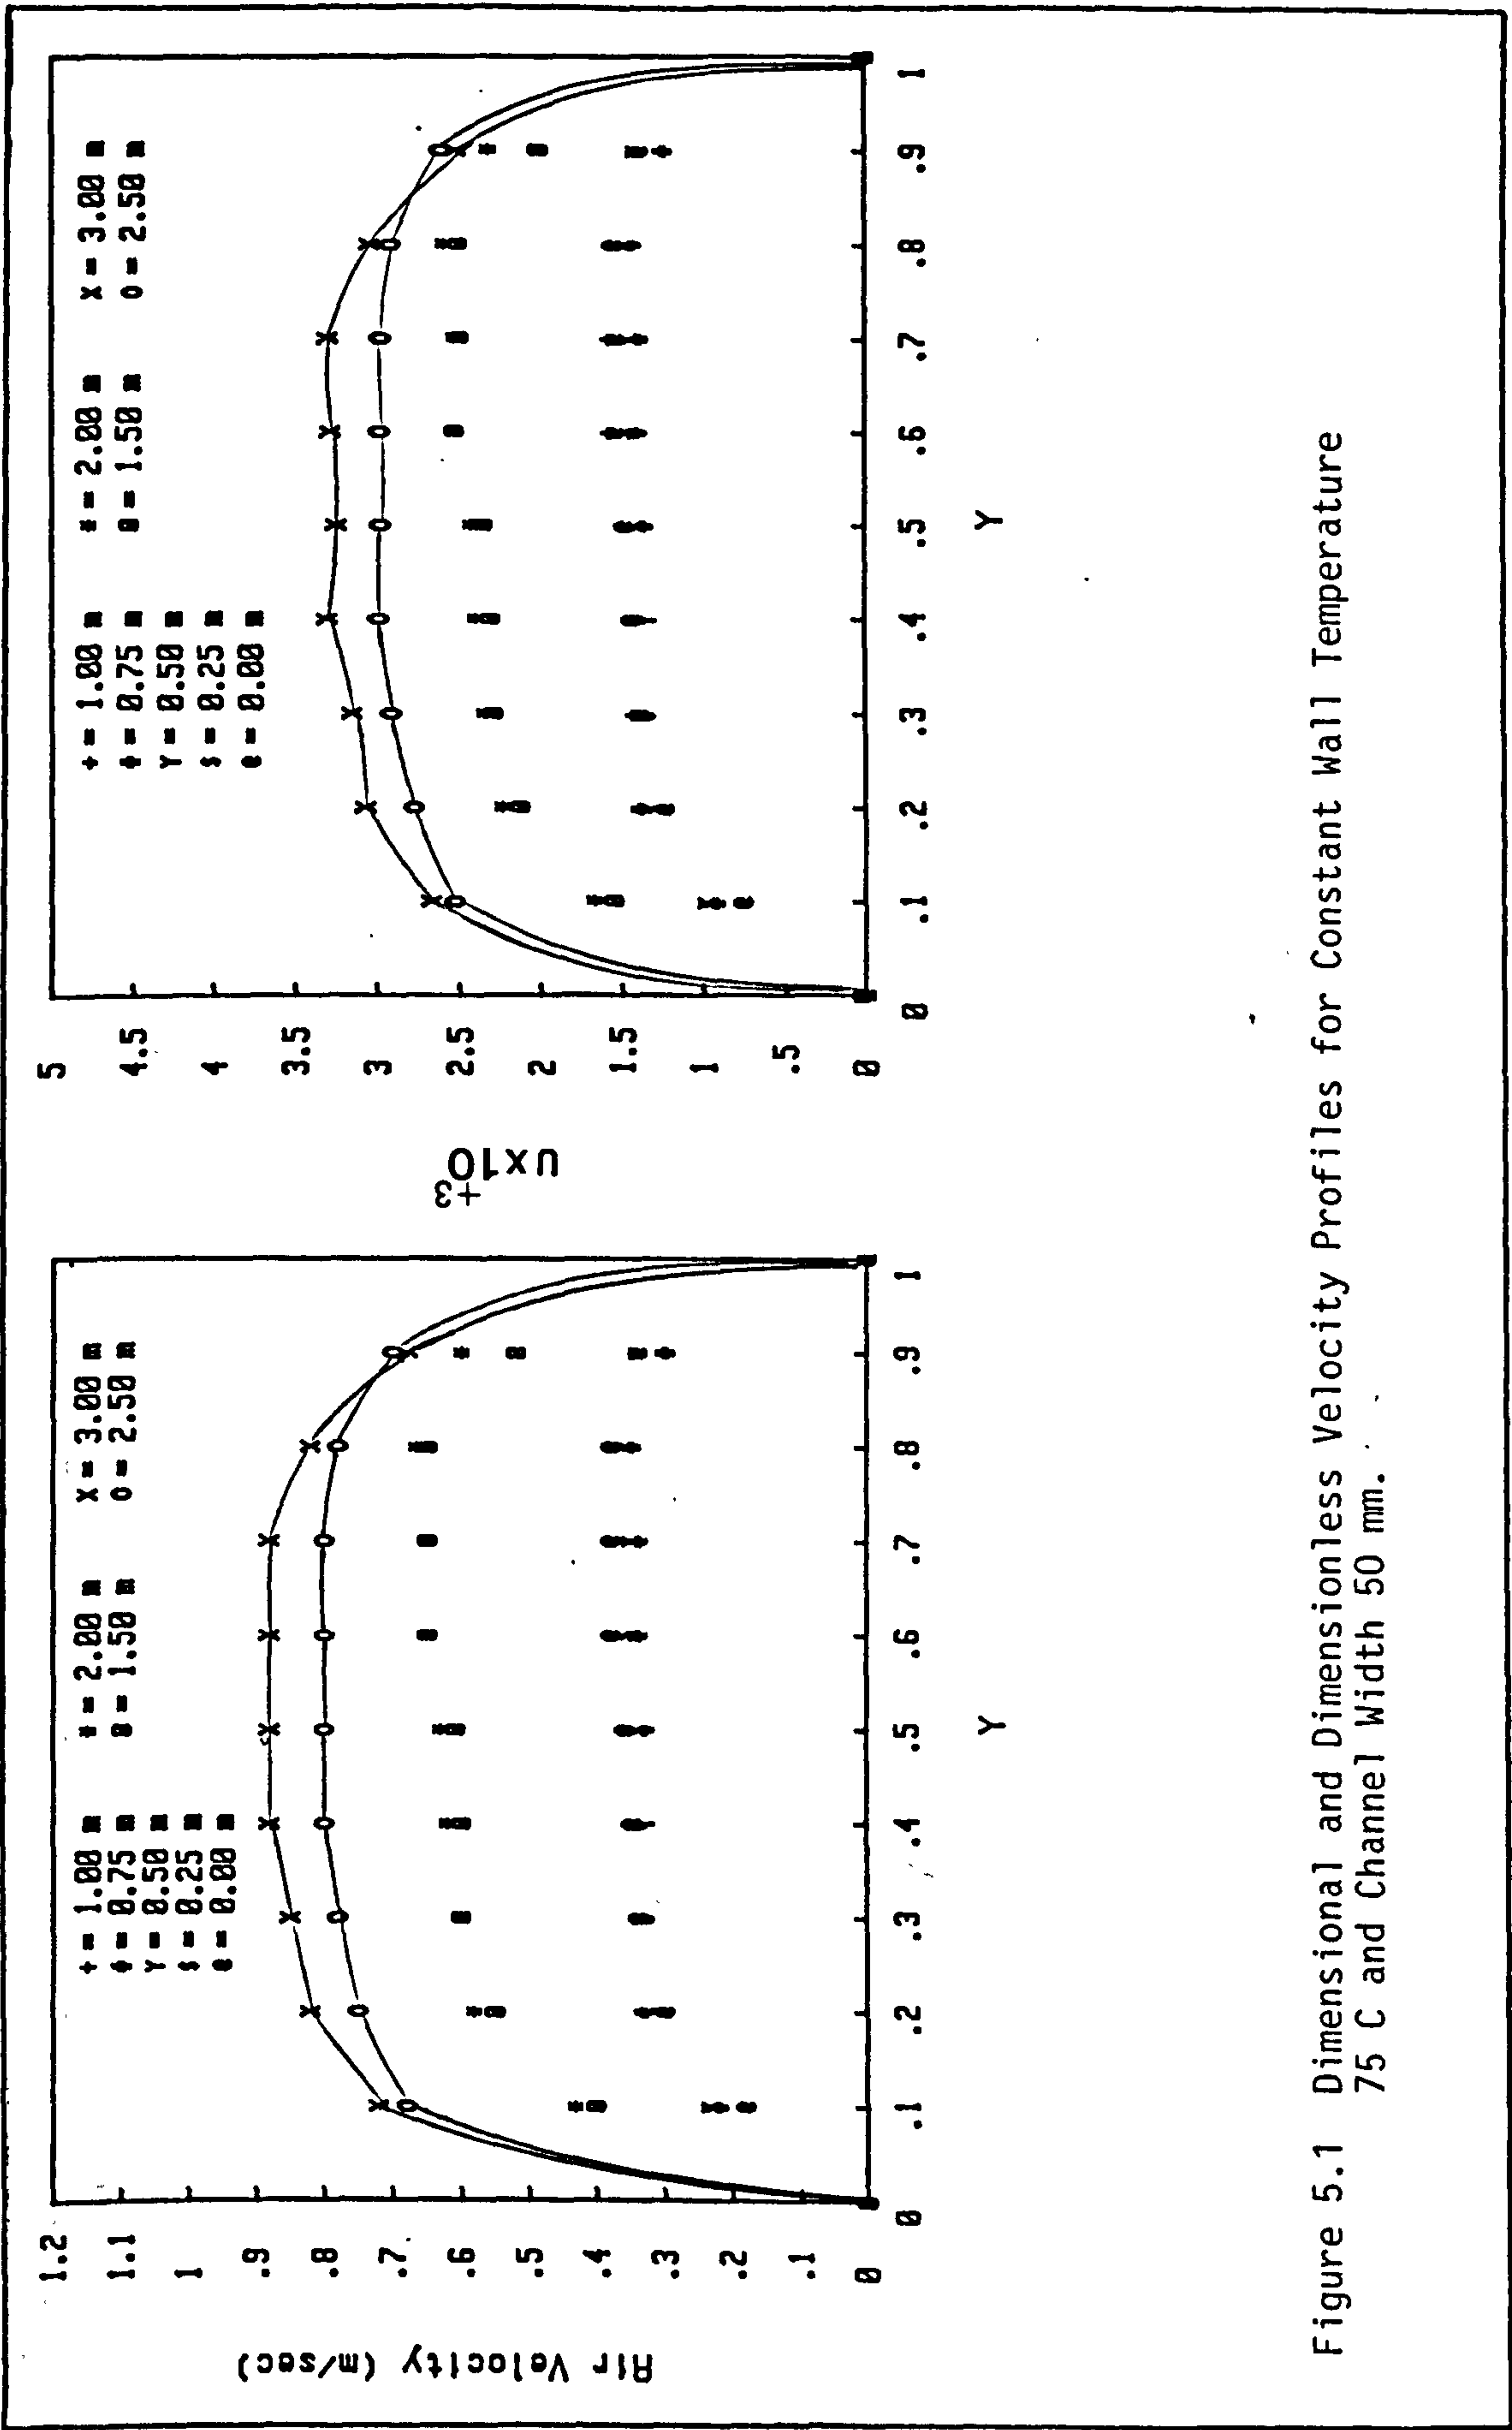 + = 1.00 m
* = 2.00 m
X = 3.00 m
ɸ = 0.75 m
0 = 2.50 m
= 1.50 m
Y = 0.50 m
$ = 0.25 m
@ = 0.00 m
1.2
1.1
1
.9
.8
.7
.6
.5
.4
.3
.2
.1
0
Air Velocity (m/sec)
0
.1
.2
.3
.4
.5
.6
.7
.8
.9
1
Y
+ = 1.00 m
* = 2.00 m
X = 3.00 m
ɸ = 0.75 m
= 1.50 m
0 = 2.50 m
Y = 0.50 m
$ = 0.25 m
@ = 0.00 m
5
4.5
4
3.5
3
2.5
2
1.5
1
.5
0
Ux10+3
0
.1
.2
.3
.4
.5
.6
.7
.8
.9
1
Y
Figure 5.1 Dimensional and Dimensionless Velocity Profiles for Constant Wall Temperature
75 C and Channel Width 50 mm.